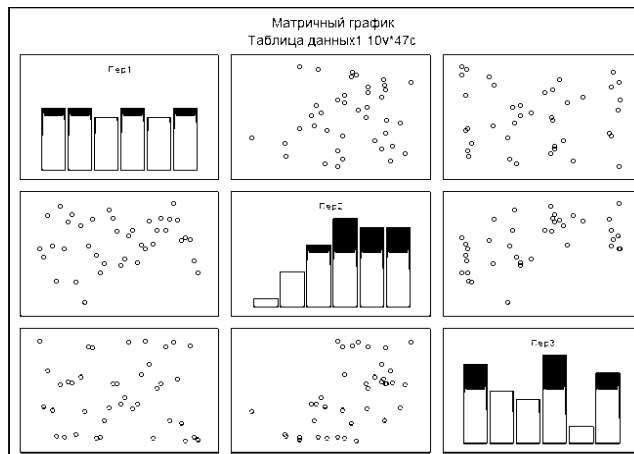 Матричный график
Таблица данных1 10v*47c
Пер1
Пер2
Пер3